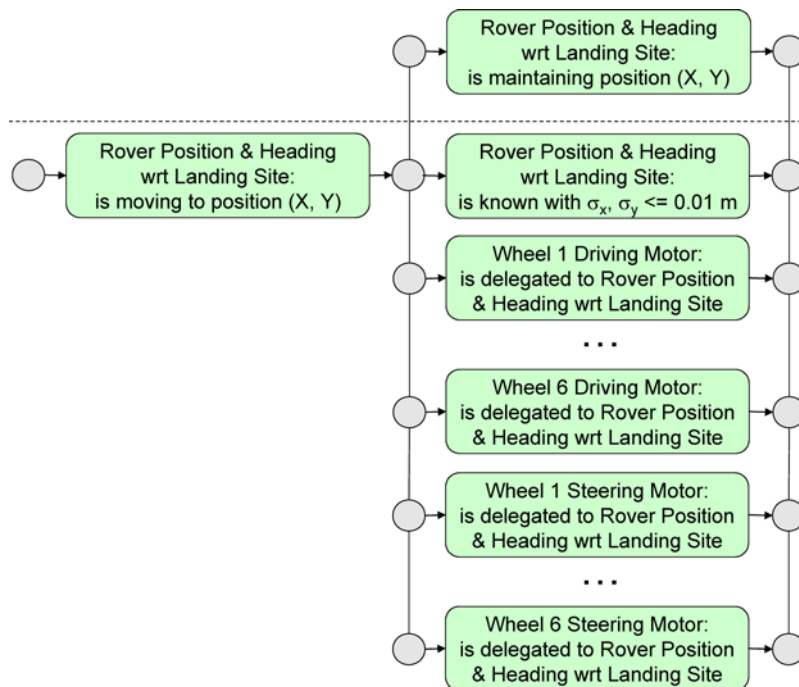 Rover Position & Heading
wrt Landing Site:
is maintaining position (X, Y)
Rover Position & Heading
wrt Landing Site:
is moving to position (X, Y)
Rover Position & Heading
wrt Landing Site:
is known with σx, σy <= 0.01 m
Wheel 1 Driving Motor:
is delegated to Rover Position
& Heading wrt Landing Site
...
Wheel 6 Driving Motor:
is delegated to Rover Position
& Heading wrt Landing Site
Wheel 1 Steering Motor:
is delegated to Rover Position
& Heading wrt Landing Site
...
Wheel 6 Steering Motor:
is delegated to Rover Position
& Heading wrt Landing Site